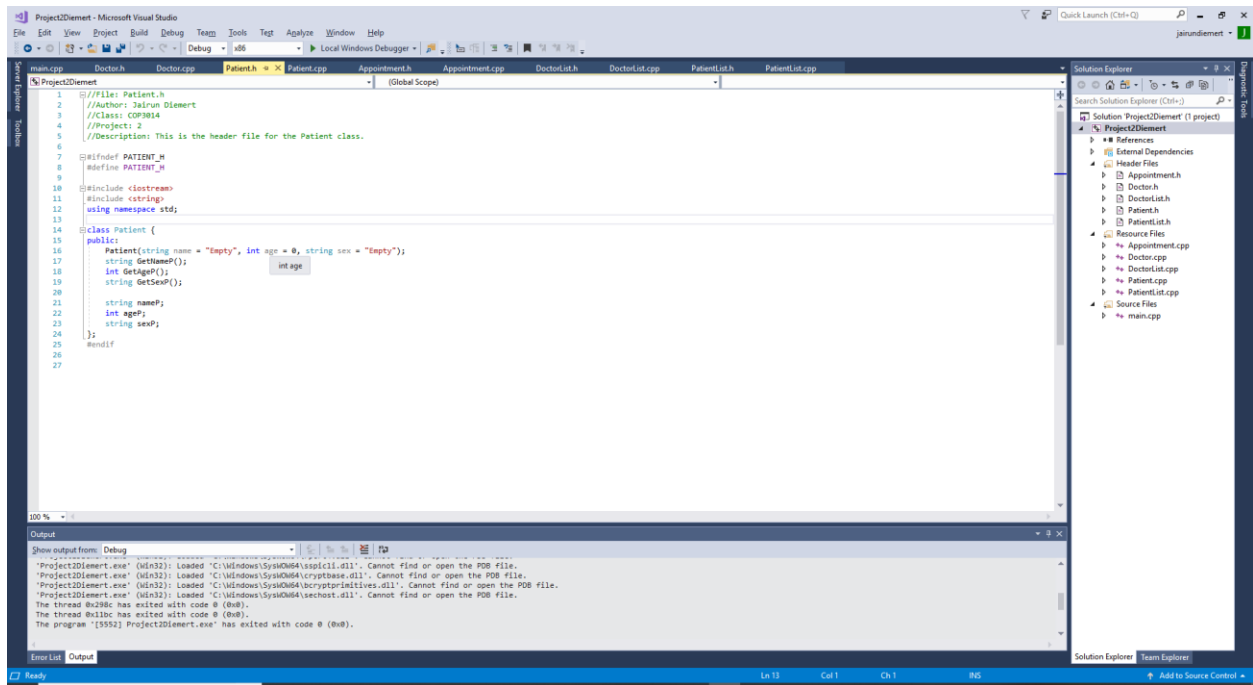 Project2Diemert - Microsoft Visual Studio
Quick Launch (Ctrl+Q)
File Edit View Project Build Debug Team Tools Test Analyze Window Help
jairundiemert
J
Debug x86 Local Windows Debugger
Server Explorer
Toolbox
main.cpp Doctor.h Doctor.cpp Patient.h Patient.cpp Appointment.h Appointment.cpp DoctorList.h DoctorList.cpp PatientList.h PatientList.cpp
Project2Diemert (Global Scope)
1 //File: Patient.h
2 //Author: Jairun Diemert
3 //Class: COP3014
4 //Project: 2
5 //Description: This is the header file for the Patient class.
6
7 #ifndef PATIENT_H
8 #define PATIENT_H
9
10 #include <iostream>
11 #include <string>
12 using namespace std;
13
14 class Patient {
15 public:
16 Patient(string name = "Empty", int age = 0, string sex = "Empty");
17 string GetNameP();
18 int GetAgeP();
19 string GetSexP();
20
21 string nameP;
22 int ageP;
23 string sexP;
24 };
25 #endif
26
27
int age
100 %
Output
Show output from: Debug
'Project2Diemert.exe' (Win32): Loaded 'C:\Windows\SysWOW64\sspicli.dll'. Cannot find or open the PDB file.
'Project2Diemert.exe' (Win32): Loaded 'C:\Windows\SysWOW64\cryptbase.dll'. Cannot find or open the PDB file.
'Project2Diemert.exe' (Win32): Loaded 'C:\Windows\SysWOW64\bcryptprimitives.dll'. Cannot find or open the PDB file.
'Project2Diemert.exe' (Win32): Loaded 'C:\Windows\SysWOW64\sechost.dll'. Cannot find or open the PDB file.
The thread 0x298c has exited with code 0 (0x0).
The thread 0x11bc has exited with code 0 (0x0).
The program '[5552] Project2Diemert.exe' has exited with code 0 (0x0).
Error List Output
Solution Explorer
Search Solution Explorer (Ctrl+;)
Solution 'Project2Diemert' (1 project)
Project2Diemert
References
External Dependencies
Header Files
Appointment.h
Doctor.h
DoctorList.h
Patient.h
PatientList.h
Resource Files
Appointment.cpp
Doctor.cpp
DoctorList.cpp
Patient.cpp
PatientList.cpp
Source Files
main.cpp
Solution Explorer Team Explorer
Diagnostic Tools
Ready Ln 13 Col 1 Ch 1 INS Add to Source Control